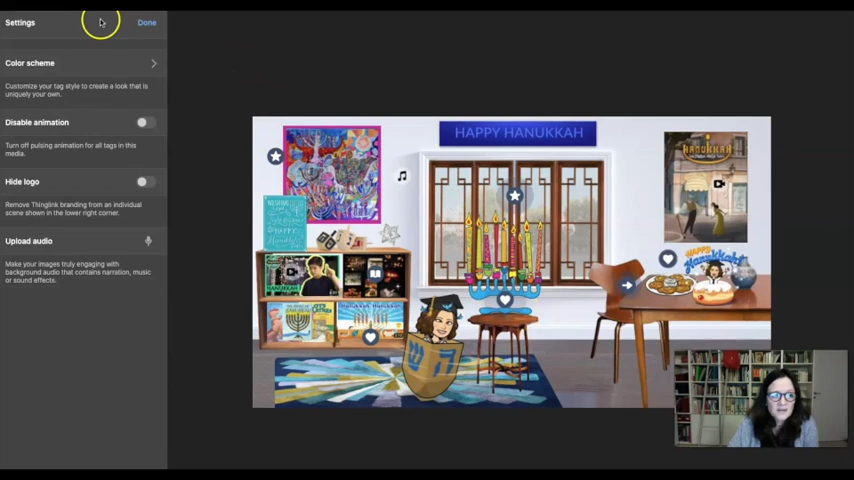 Settings
Done
Color scheme
Customize your tag style to create a look that is
uniquely your own.
Disable animation
Turn off pulsing animation for all tags in this
media.
Hide logo
Remove Thinglink branding from an individual
scene shown in the lower right corner.
Upload audio
Make your images truly engaging with
background audio that contains narration, music
or sound effects.
HAPPY HANUKKAH
HANUKKAH
HAPPY
HANUKKAH
ה
ש